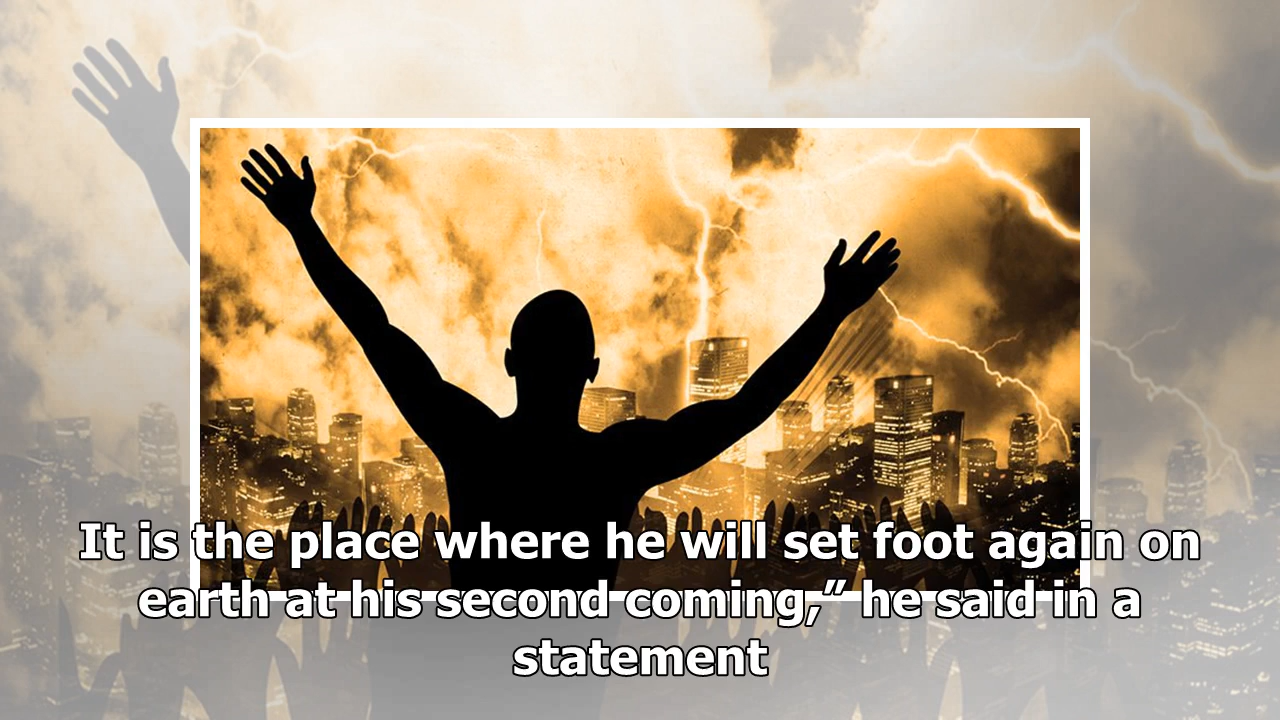 It is the place where he will set foot again on
earth at his second coming,” he said in a
statement